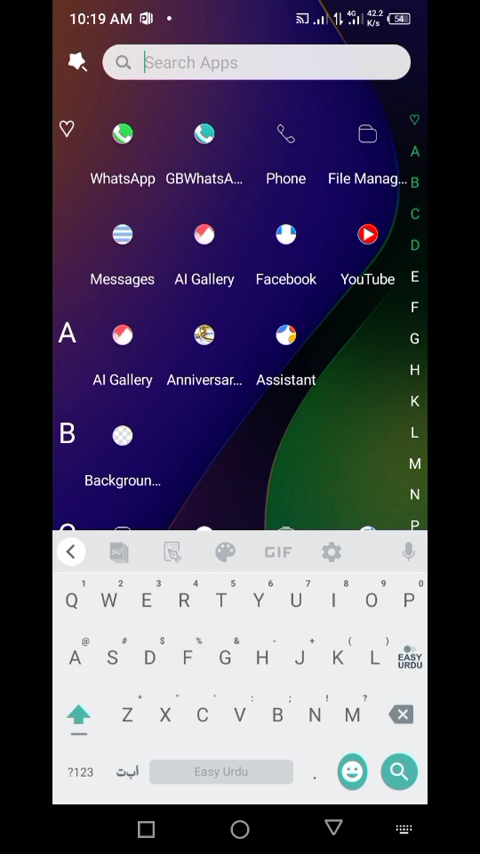 10:19 AM 4G 42.2 K/s 54
Search Apps
WhatsApp GBWhatsA... Phone File Manag...
Messages AI Gallery Facebook YouTube
A
AI Gallery Anniversar... Assistant
B
Backgroun...
A
B
C
D
E
F
G
H
K
L
M
N
P
GIF
1 2 3 4 5 6 7 8 9 0
Q W E R T Y U I O P
@ # $ % & - + ( )
A S D F G H J K L EASY URDU
* " ' : ; ! ?
Z X C V B N M
?123 ا ب ت Easy Urdu .